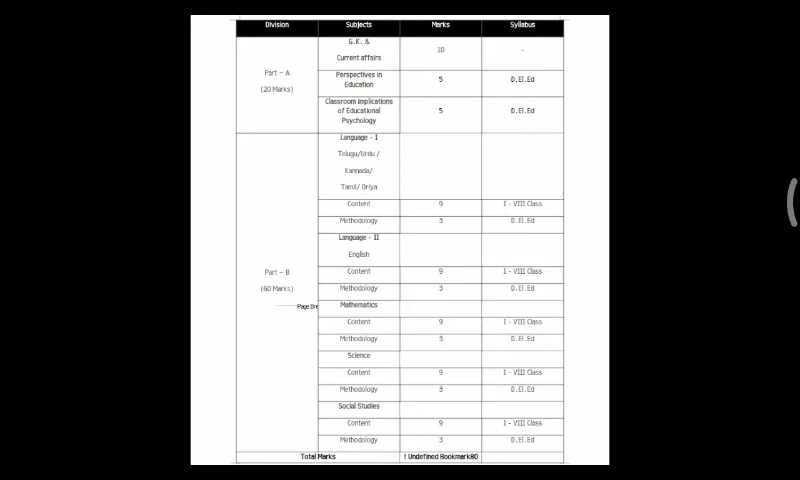 Division Subjects Marks Syllabus
Part – A
(20 Marks)
G.K. &
Current affairs
10 -
Perspectives in
Education
5 D.El.Ed
Classroom implications
of Educational
Psychology
5 D.El.Ed
Part – B
(60 Marks)
Page Bre
Language - I
Telugu/Urdu /
Kannada/
Tamil/ Oriya
Content 9 I - VIII Class
Methodology 3 D.El.Ed
Language - II
English
Content 9 I - VIII Class
Methodology 3 D.El.Ed
Mathematics
Content 9 I - VIII Class
Methodology 3 D.El.Ed
Science
Content 9 I - VIII Class
Methodology 3 D.El.Ed
Social Studies
Content 9 I - VIII Class
Methodology 3 D.El.Ed
Total Marks ! Undefined Bookmark80